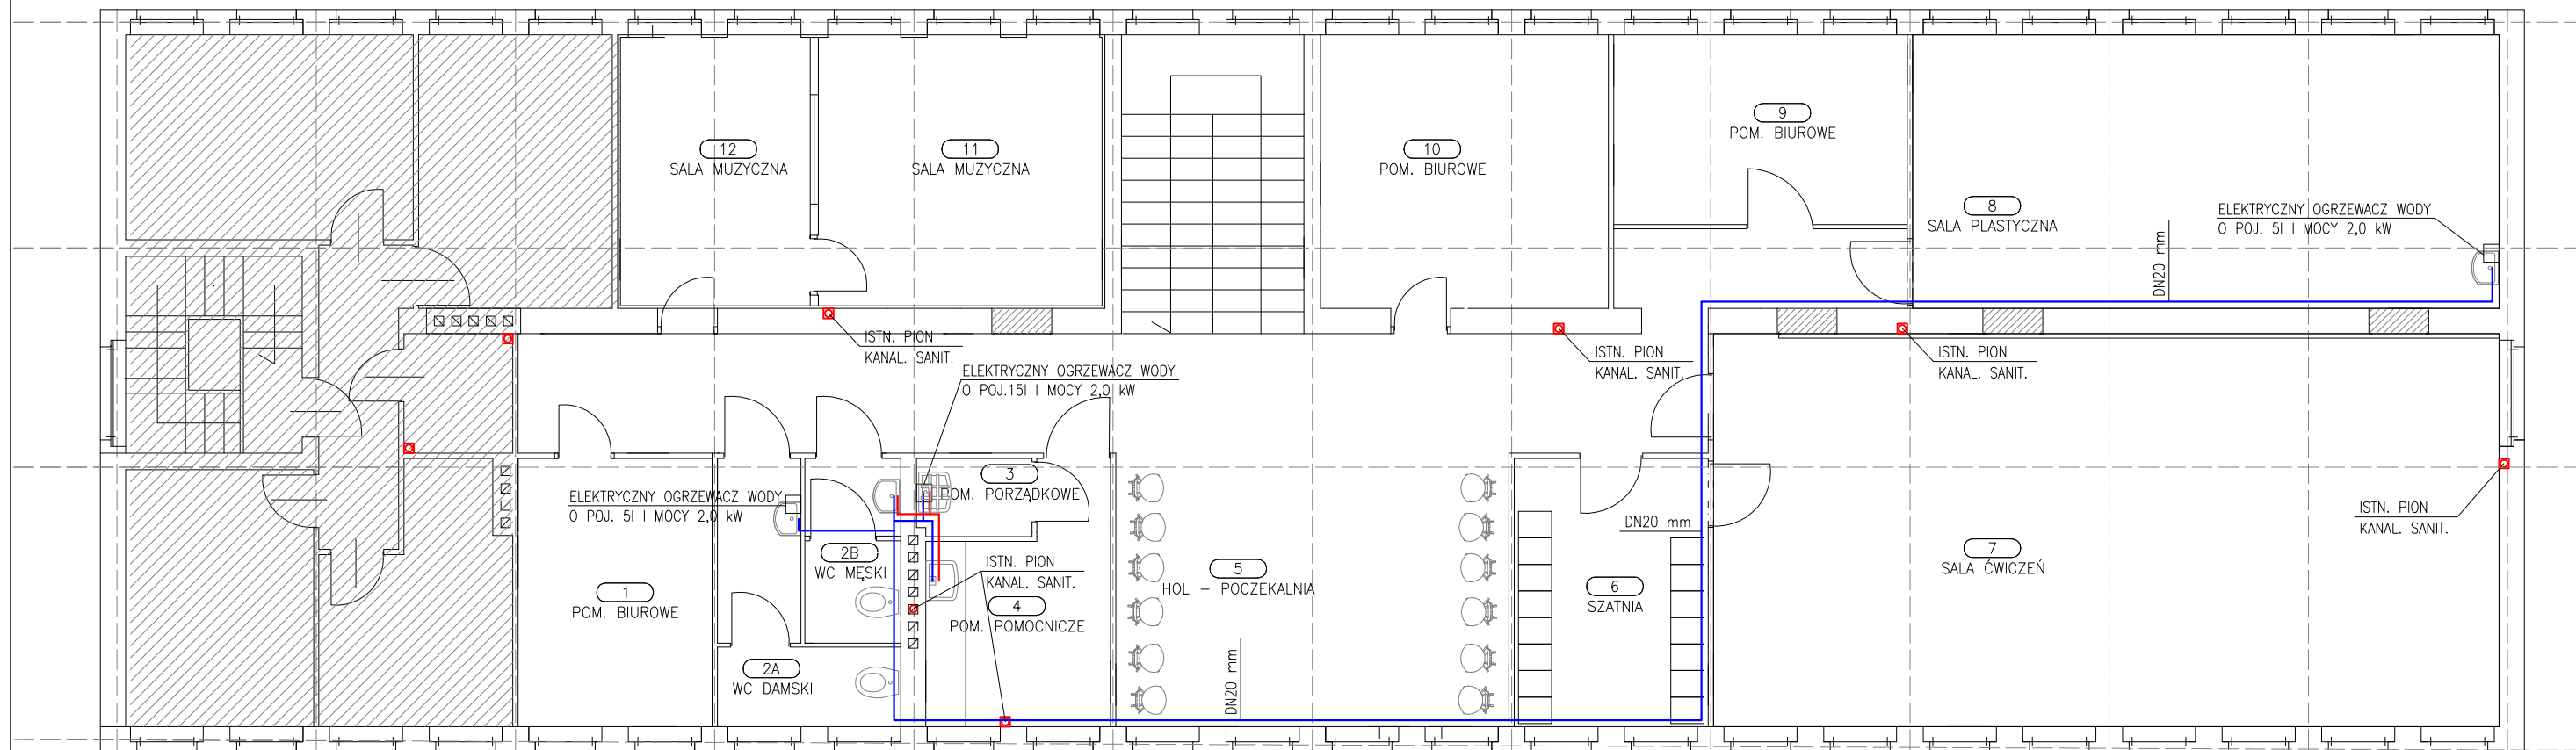 12
SALA MUZYCZNA
11
SALA MUZYCZNA
10
POM. BIUROWE
9
POM. BIUROWE
8
SALA PLASTYCZNA
ELEKTRYCZNY OGRZEWACZ WODY
O POJ. 5l I MOCY 2,0 kW
DN20 mm
ISTN. PION
KANAL. SANIT.
ISTN. PION
KANAL. SANIT.
ISTN. PION
KANAL. SANIT.
ELEKTRYCZNY OGRZEWACZ WODY
O POJ.15l I MOCY 2,0 kW
ELEKTRYCZNY OGRZEWACZ WODY
O POJ. 5l I MOCY 2,0 kW
3
POM. PORZĄDKOWE
ISTN. PION
KANAL. SANIT.
DN20 mm
2B
WC MĘSKI
ISTN. PION
KANAL. SANIT.
1
POM. BIUROWE
4
POM. POMOCNICZE
5
HOL - POCZEKALNIA
6
SZATNIA
7
SALA ĆWICZEŃ
2A
WC DAMSKI
DN20 mm